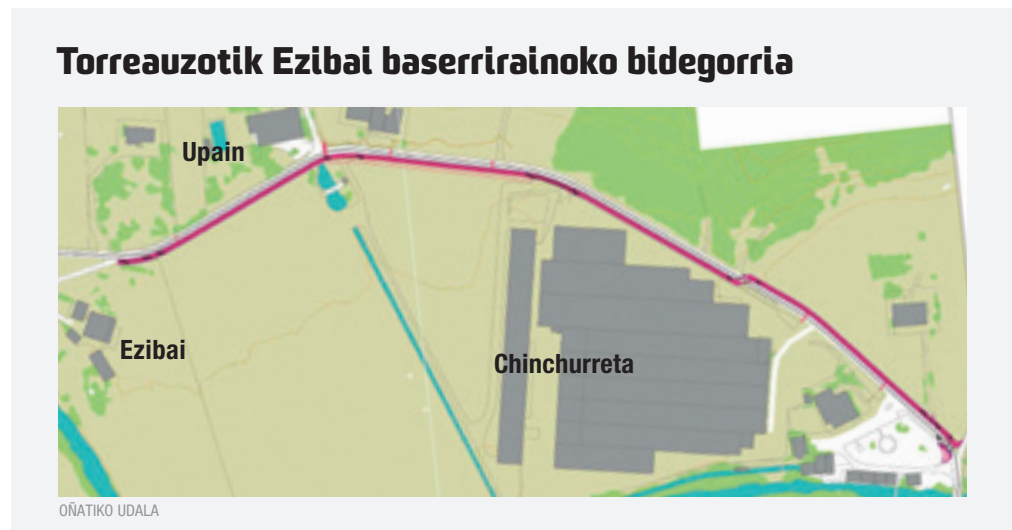 Torreauzotik Ezibai baserrirainoko bidegorria
Upain
Ezibai
Chinchurreta
OÑATIKO UDALA